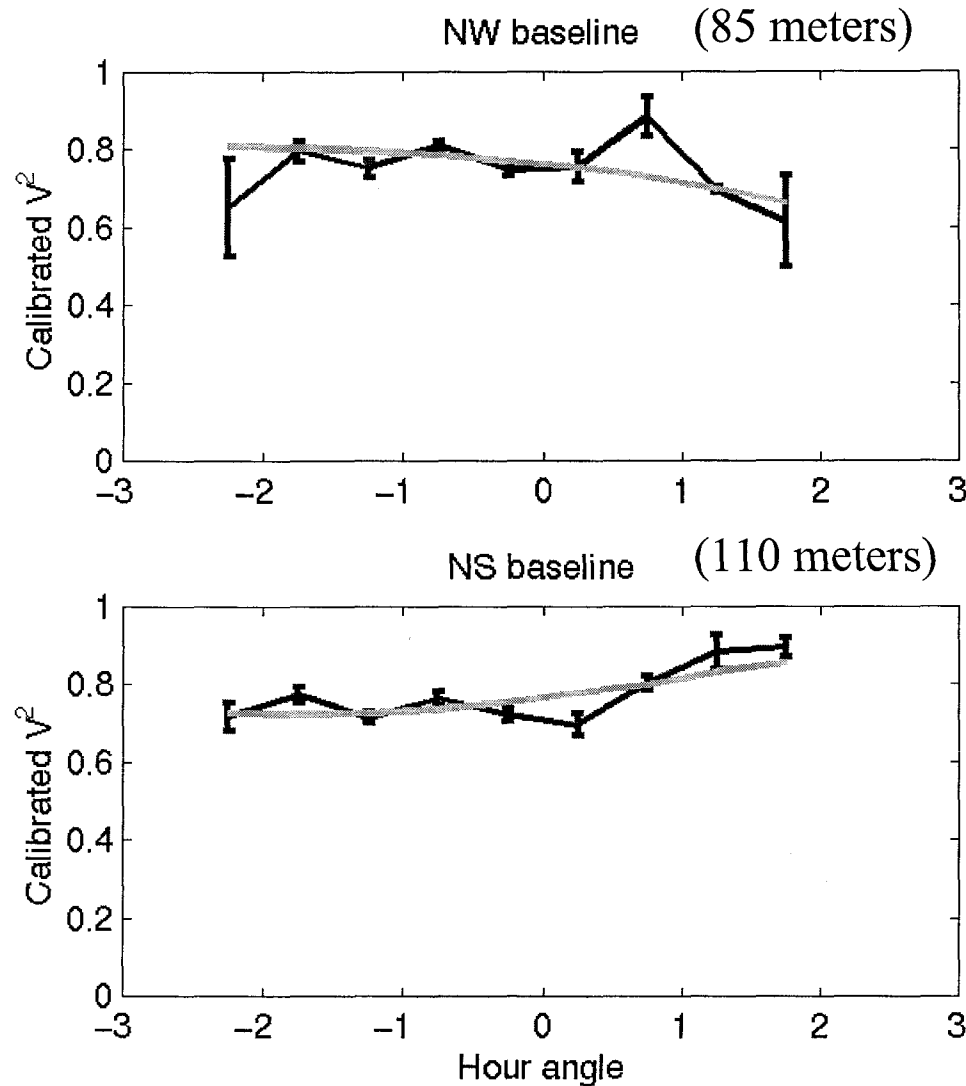 NW baseline (85 meters)
Calibrated V²
1
0.8
0.6
0.4
0.2
0
−3 −2 −1 0 1 2 3
NS baseline (110 meters)
Calibrated V²
1
0.8
0.6
0.4
0.2
0
−3 −2 −1 0 1 2 3
Hour angle